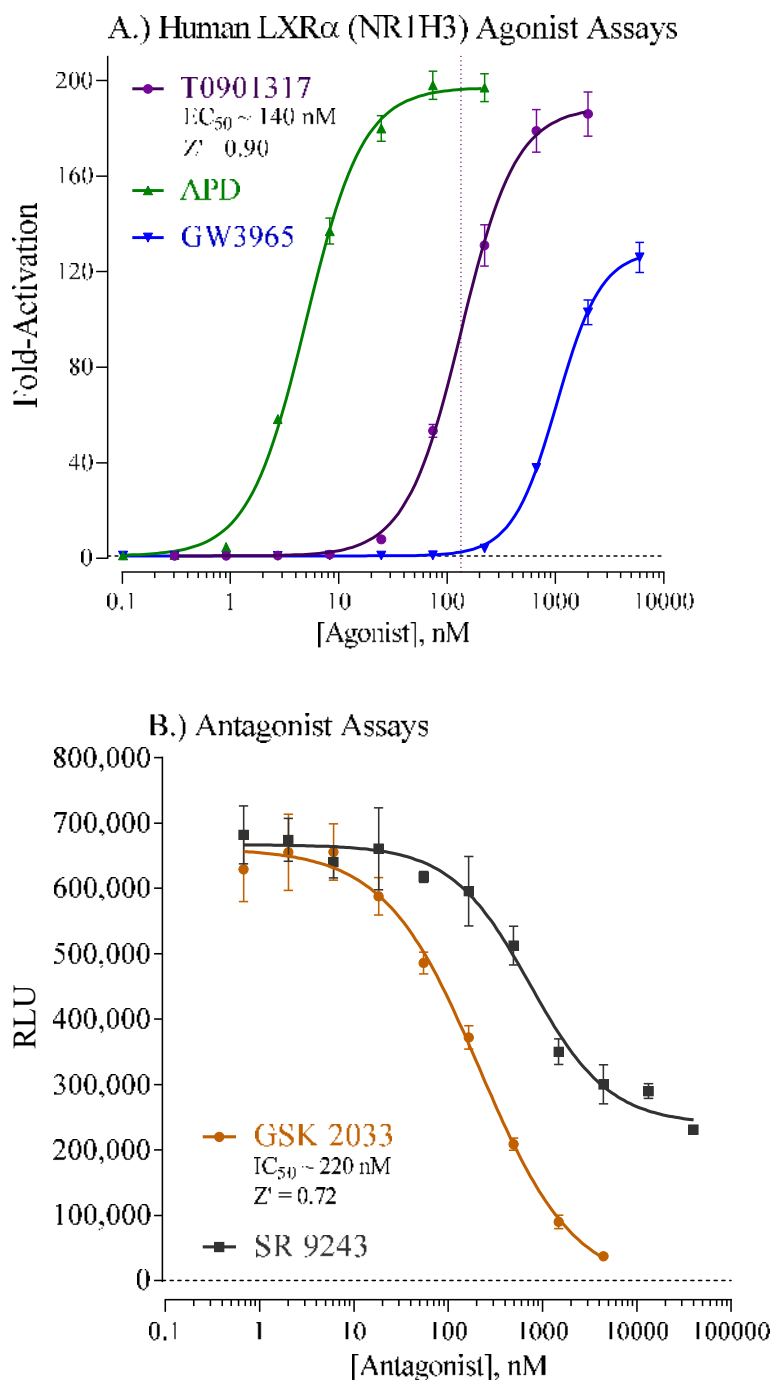 A.) Human LXRα (NR1H3) Agonist Assays
200
160
120
80
40
0
Fold-Activation
T0901317
EC50 ~ 140 nM
Z' = 0.90
APD
GW3965
0.1 1 10 100 1000 10000
[Agonist], nM
B.) Antagonist Assays
800,000
700,000
600,000
500,000
400,000
300,000
200,000
100,000
0
RLU
GSK 2033
IC50 ~ 220 nM
Z' = 0.72
SR 9243
0.1 1 10 100 1000 10000 100000
[Antagonist], nM